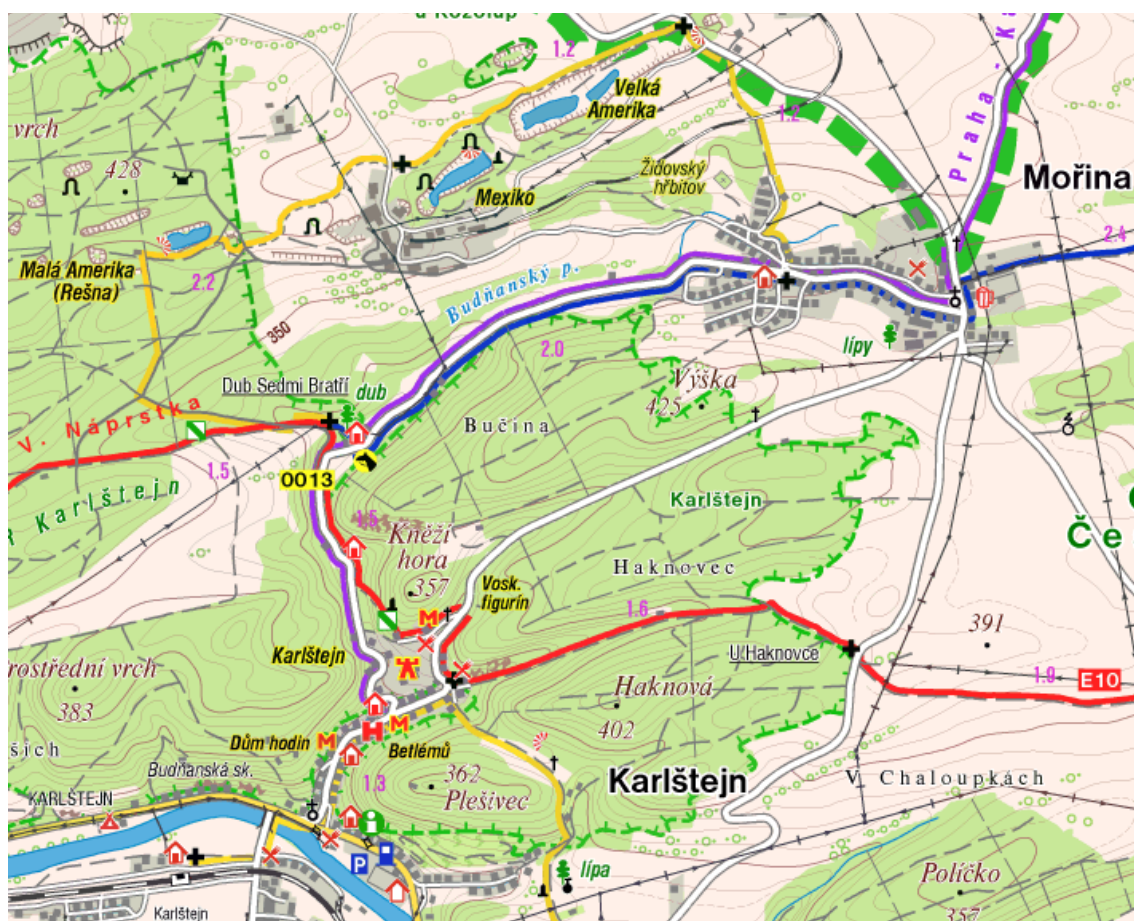 u Kozolup
1.2
Velká
Amerika
1.2
Praha - K
vrch
428
Židovský
hřbitov
Mořina
Mexiko
2.4
Malá Amerika
(Rešna)
2.2
Budňanský p.
350
2.0
lípy
Dub Sedmi Bratří
dub
Výška
425
V. Náprstka
Bučina
1.5
0013
Karlštejn
Karlštejn
1.5
Č e
Kněží
hora
357
Haknovec
Vosk.
figurín
M
1.6
391
Karlštejn
U Haknovce
rostřední vrch
383
Haknová
402
1.9
E10
ších
Dům hodin
M
H
M
Betlémů
Budňanská sk.
1.3
362
Plešivec
Karlštejn
V Chaloupkách
KARLŠTEJN
i
P
lípa
Políčko
357
Karlštejn